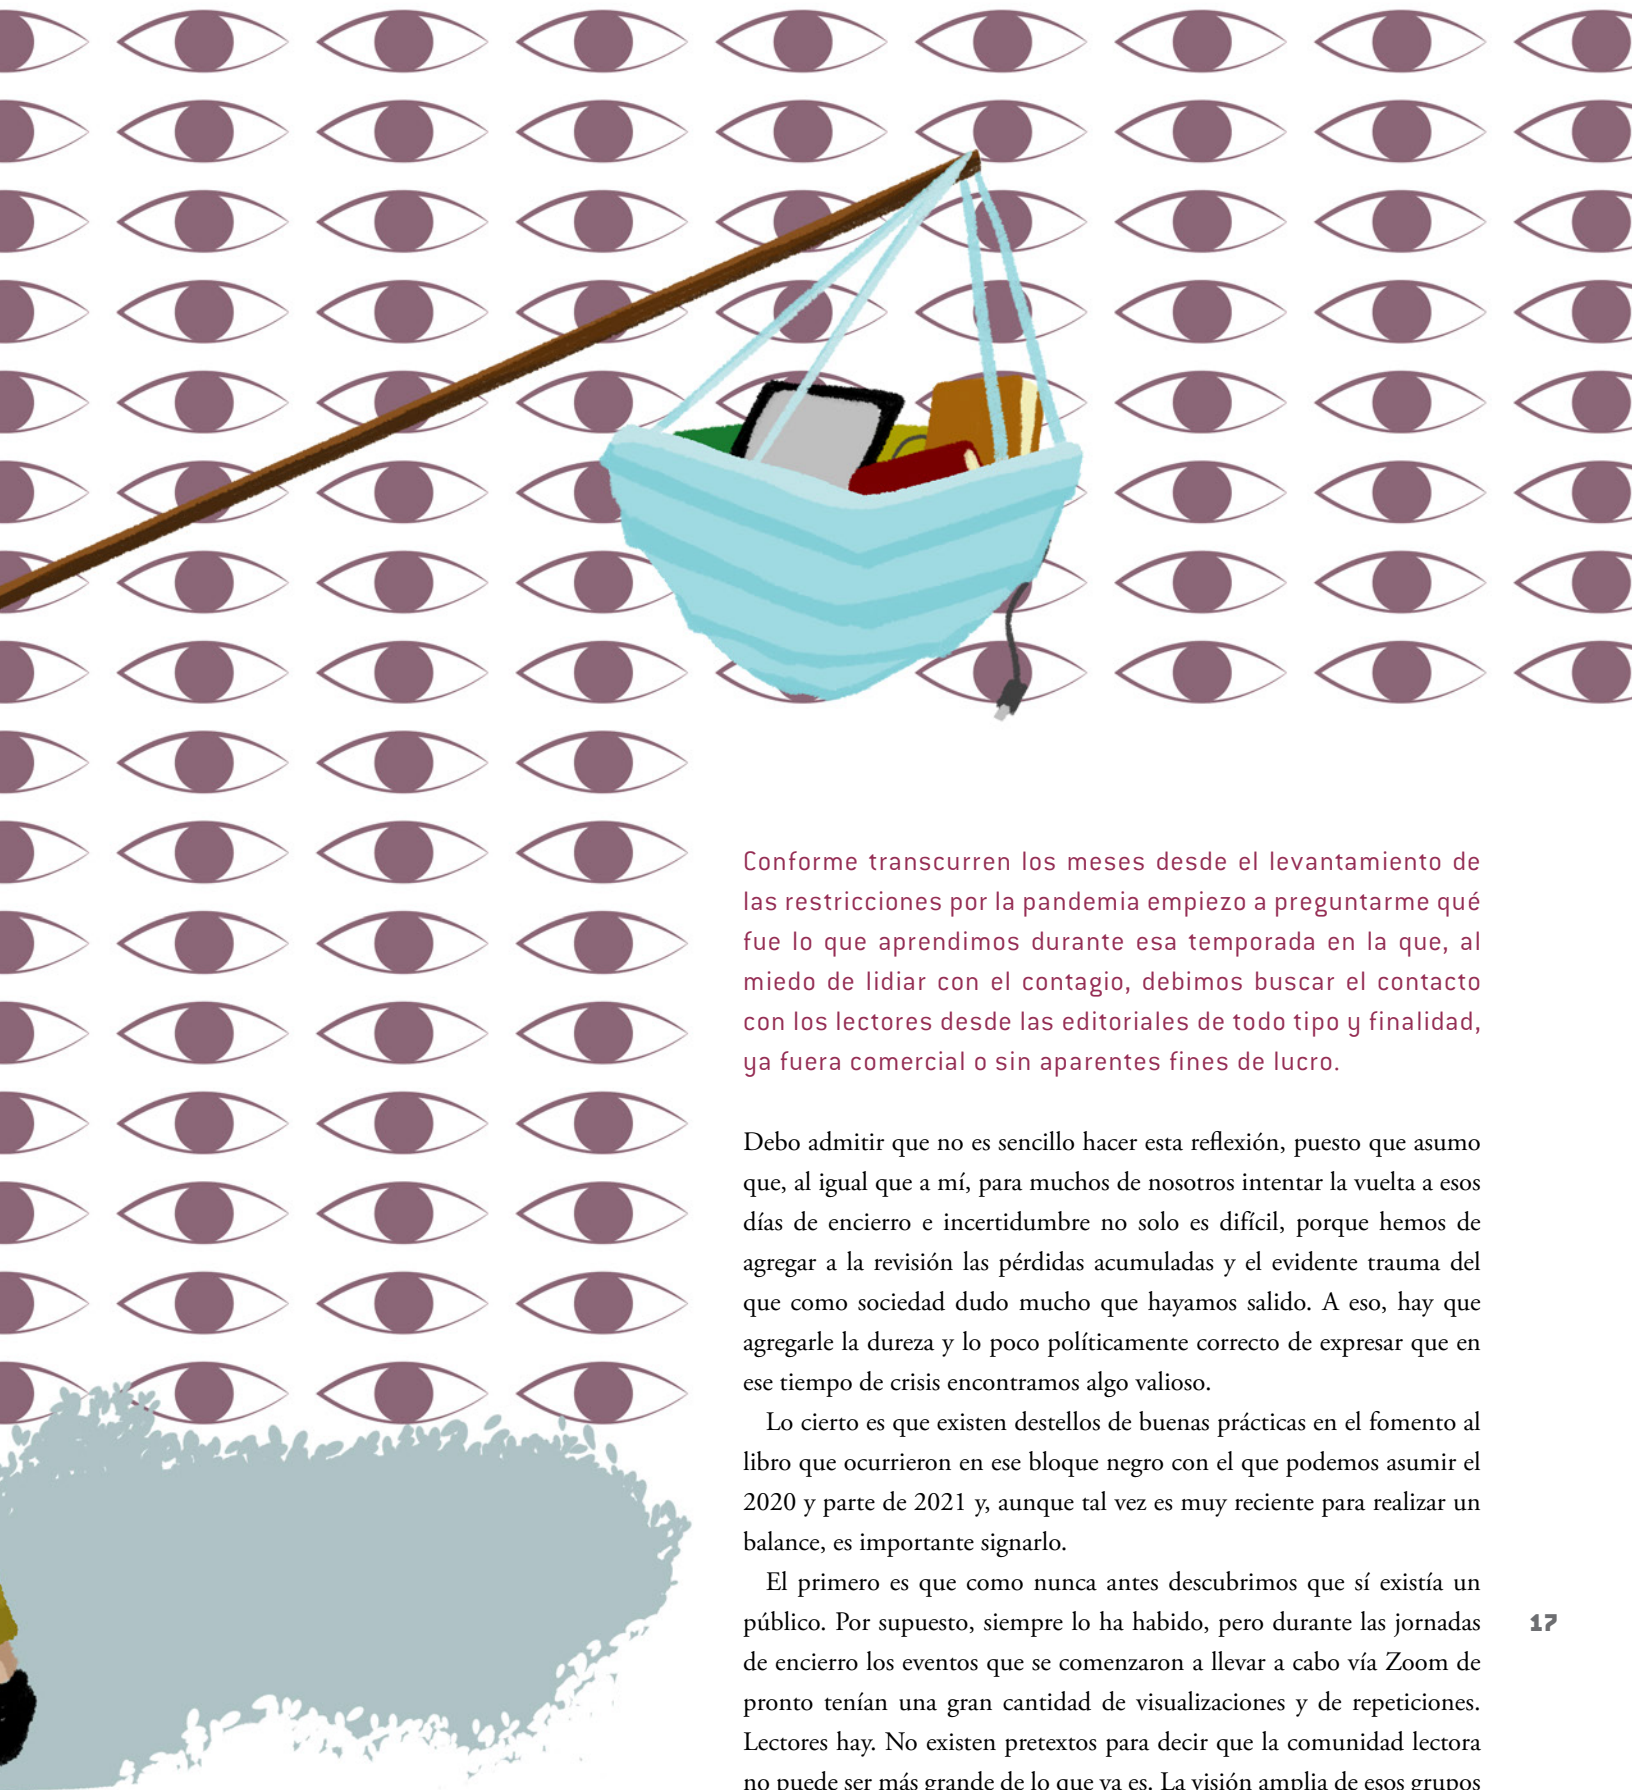 Conforme transcurren los meses desde el levantamiento de
las restricciones por la pandemia empiezo a preguntarme qué
fue lo que aprendimos durante esa temporada en la que, al
miedo de lidiar con el contagio, debimos buscar el contacto
con los lectores desde las editoriales de todo tipo y finalidad,
ya fuera comercial o sin aparentes fines de lucro.
Debo admitir que no es sencillo hacer esta reflexión, puesto que asumo
que, al igual que a mí, para muchos de nosotros intentar la vuelta a esos
días de encierro e incertidumbre no solo es difícil, porque hemos de
agregar a la revisión las pérdidas acumuladas y el evidente trauma del
que como sociedad dudo mucho que hayamos salido. A eso, hay que
agregarle la dureza y lo poco políticamente correcto de expresar que en
ese tiempo de crisis encontramos algo valioso.
Lo cierto es que existen destellos de buenas prácticas en el fomento al
libro que ocurrieron en ese bloque negro con el que podemos asumir el
2020 y parte de 2021 y, aunque tal vez es muy reciente para realizar un
balance, es importante signarlo.
El primero es que como nunca antes descubrimos que sí existía un
público. Por supuesto, siempre lo ha habido, pero durante las jornadas
de encierro los eventos que se comenzaron a llevar a cabo vía Zoom de
pronto tenían una gran cantidad de visualizaciones y de repeticiones.
Lectores hay. No existen pretextos para decir que la comunidad lectora
no puede ser más grande de lo que ya es. La visión amplia de esos grupos
17